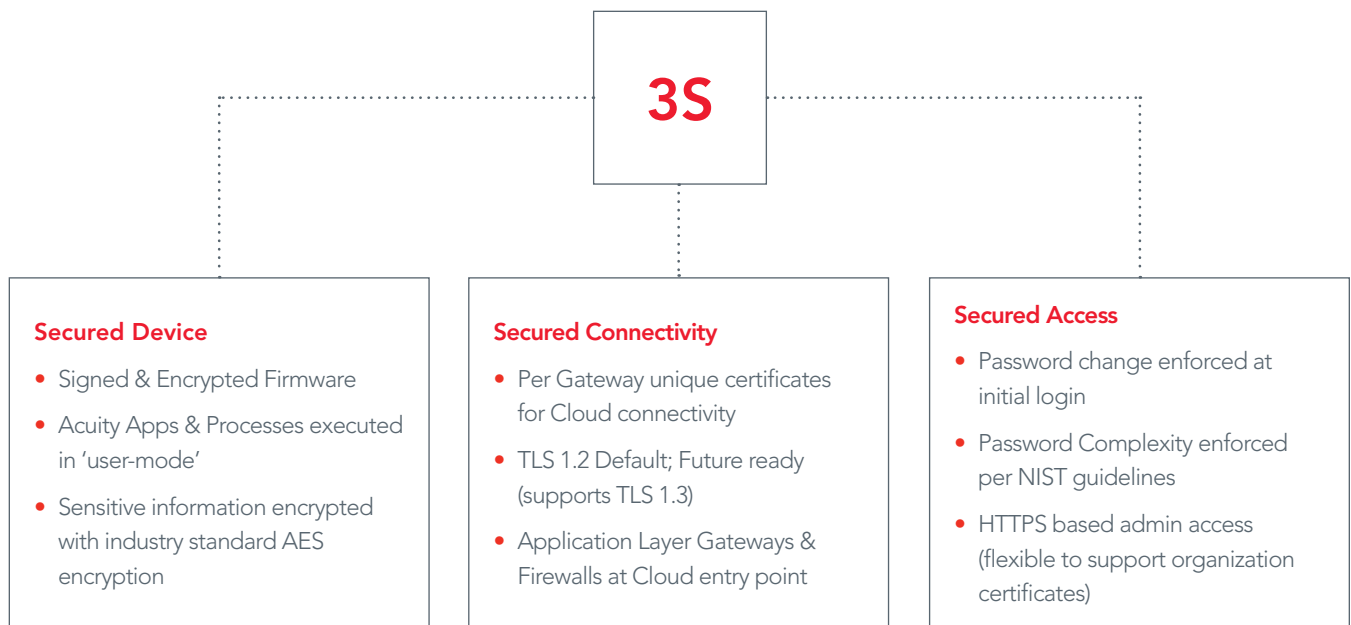 3S
Secured Device
• Signed & Encrypted Firmware
• Acuity Apps & Processes executed
in ‘user-mode’
• Sensitive information encrypted
with industry standard AES
encryption
Secured Connectivity
• Per Gateway unique certificates
for Cloud connectivity
• TLS 1.2 Default; Future ready
(supports TLS 1.3)
• Application Layer Gateways &
Firewalls at Cloud entry point
Secured Access
• Password change enforced at
initial login
• Password Complexity enforced
per NIST guidelines
• HTTPS based admin access
(flexible to support organization
certificates)